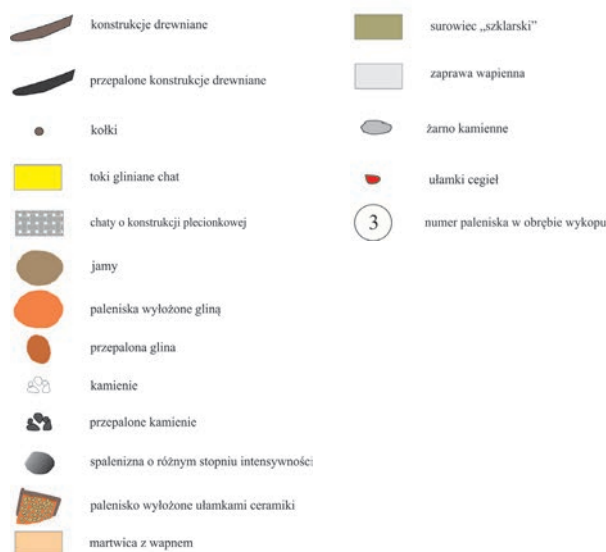 konstrukcje drewniane
przepalone konstrukcje drewniane
kołki
toki gliniane chat
chaty o konstrukcji plecionkowej
jamy
paleniska wyłożone gliną
przepalona glina
kamienie
przepalone kamienie
spalenizna o różnym stopniu intensywności
palenisko wyłożone ułamkami ceramiki
martwica z wapnem
surowiec „szklarski”
zaprawa wapienna
żarno kamienne
ułamki cegieł
3
numer paleniska w obrębie wykopu